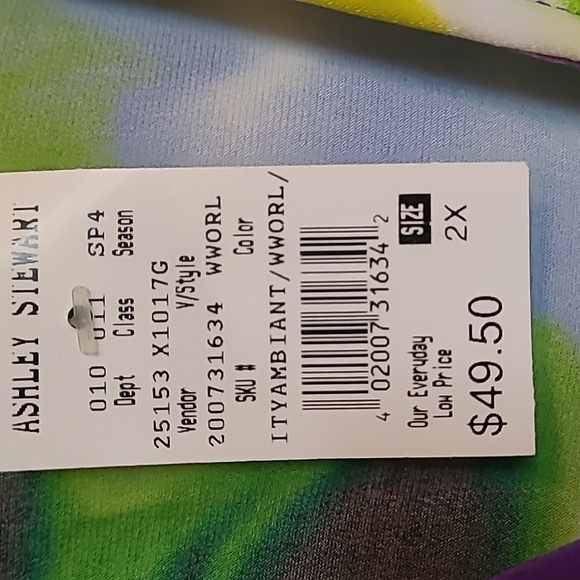 ASHLEY STEWART
010 011 SP4
Dept Class Season
25153 X1017G
Vendor V/Style
200731634 WWORL
SKU # Color
ITYAMBIANT/WWORL/
4 02007 31634 2
SIZE
2X
Our Everyday
Low Price
$49.50